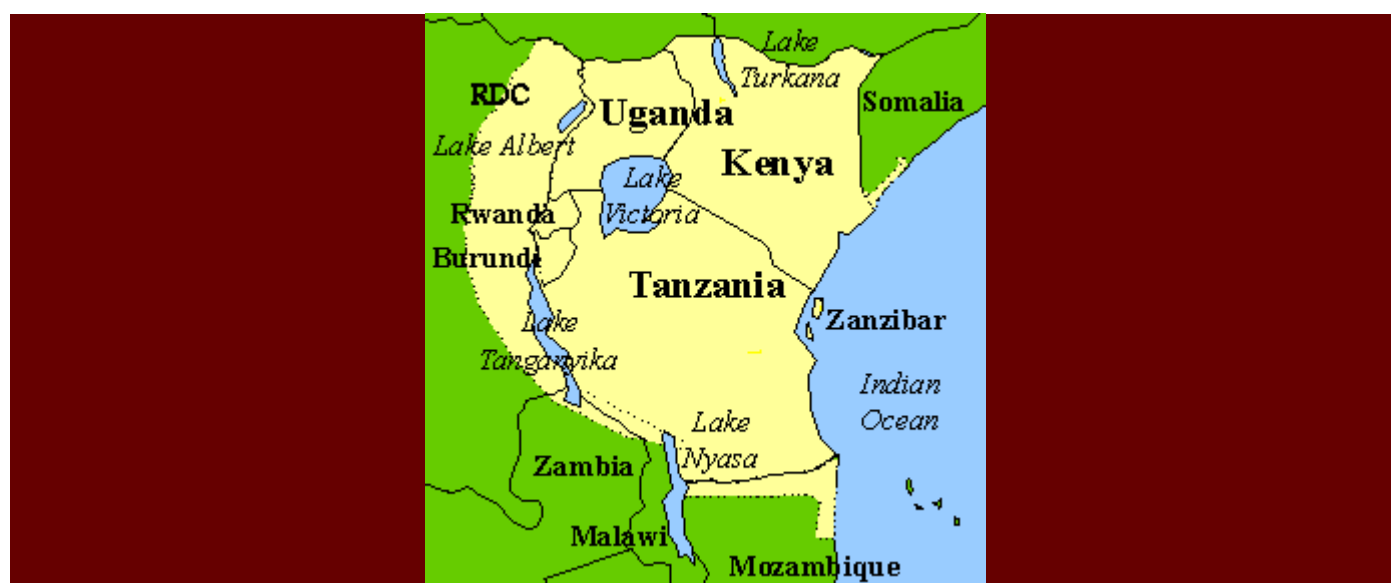 Lake
Turkana
RDC
Somalia
Uganda
Lake Albert
Kenya
Lake
Victoria
Rwanda
Burundi
Tanzania
Zanzibar
Lake
Tanganyika
Indian
Ocean
Lake
Nyasa
Zambia
Malawi
Mozambique